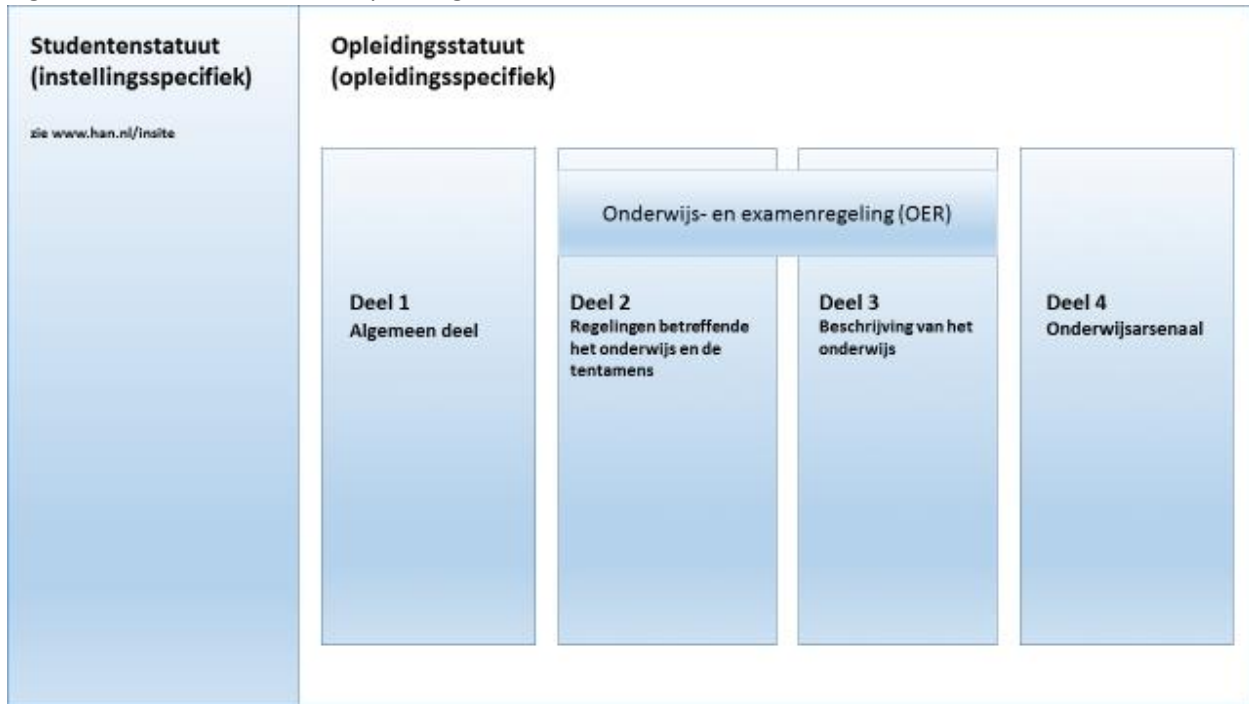 Studentenstatuut
(instellingsspecifiek)
zie www.han.nl/insite
Opleidingsstatuut
(opleidingsspecifiek)
Onderwijs- en examenregeling (OER)
Deel 1
Algemeen deel
Deel 2
Regelingen betreffende
het onderwijs en de
tentamens
Deel 3
Beschrijving van het
onderwijs
Deel 4
Onderwijsarsenaal